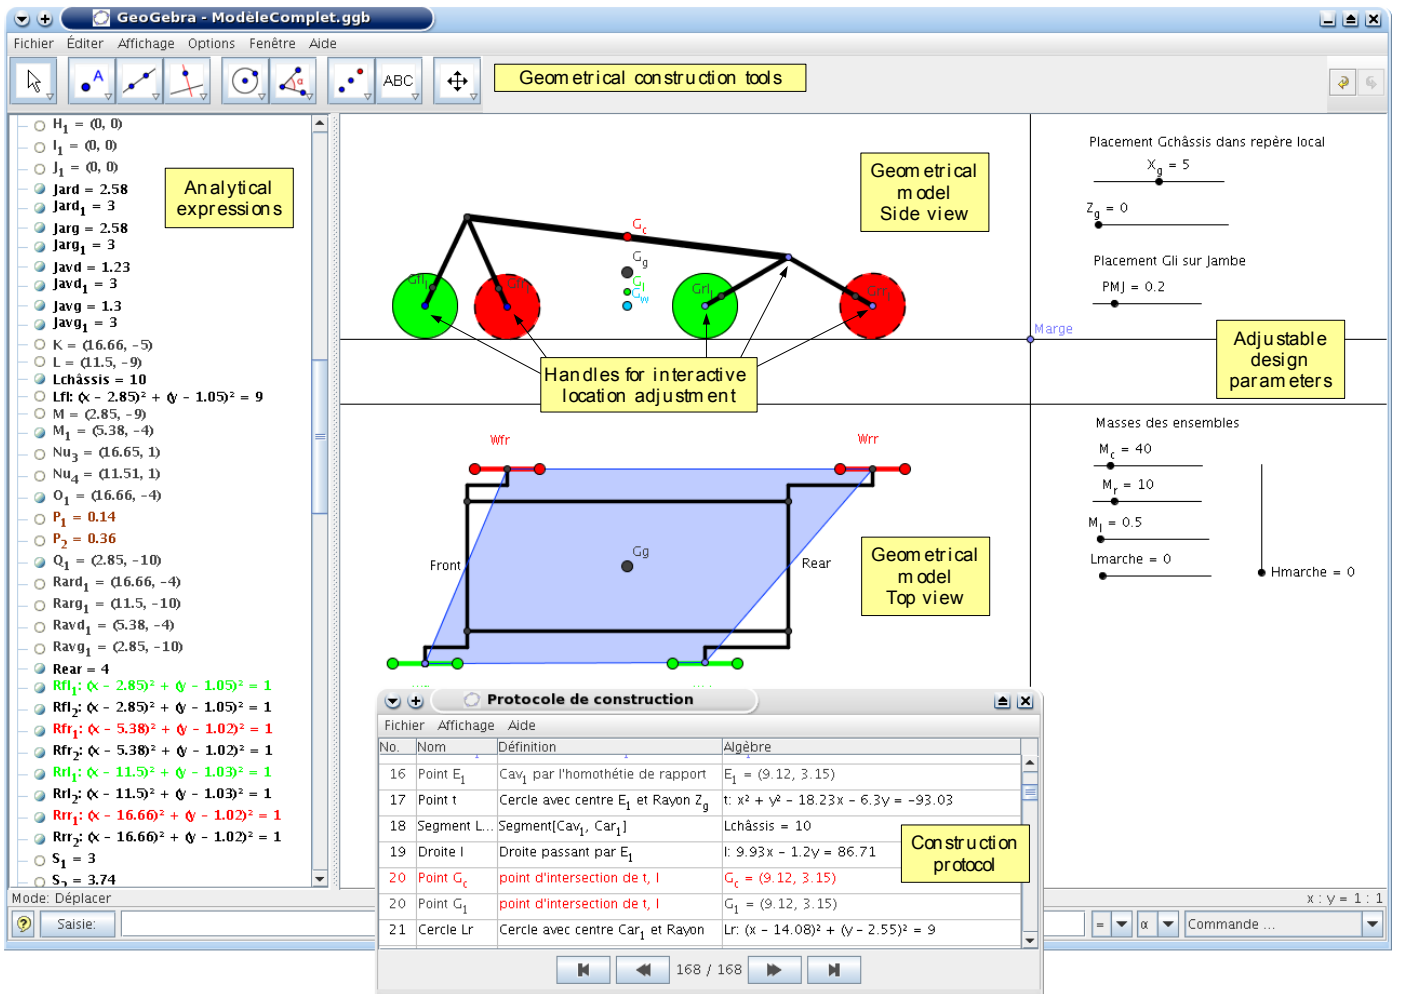 GeoGebra - ModèleComplet.ggb
Fichier Éditer Affichage Options Fenêtre Aide
A
α
ABC
Geometrical construction tools
H1 = (0, 0)
I1 = (0, 0)
J1 = (0, 0)
Jard = 2.58
Jard1 = 3
Jarg = 2.58
Jarg1 = 3
Javd = 1.23
Javd1 = 3
Javg = 1.3
Javg1 = 3
K = (16.66, -5)
L = (11.5, -9)
Lchâssis = 10
Lfl: (x - 2.85)² + (y - 1.05)² = 9
M = (2.85, -9)
M1 = (5.38, -4)
Nu3 = (16.65, 1)
Nu4 = (11.51, 1)
O1 = (16.66, -4)
P1 = 0.14
P2 = 0.36
Q1 = (2.85, -10)
Rard1 = (16.66, -4)
Rarg1 = (11.5, -10)
Ravd1 = (5.38, -4)
Ravg1 = (2.85, -10)
Rear = 4
Rfl1: (x - 2.85)² + (y - 1.05)² = 1
Rfl2: (x - 2.85)² + (y - 1.05)² = 1
Rfr1: (x - 5.38)² + (y - 1.02)² = 1
Rfr2: (x - 5.38)² + (y - 1.02)² = 1
Rrl1: (x - 11.5)² + (y - 1.03)² = 1
Rrl2: (x - 11.5)² + (y - 1.03)² = 1
Rrr1: (x - 16.66)² + (y - 1.02)² = 1
Rrr2: (x - 16.66)² + (y - 1.02)² = 1
S1 = 3
S2 = 3.74
Analytical
expressions
Geometrical
model
Side view
Gc
Gg
Gl
Gw
Marge
Handles for interactive
location adjustment
Placement Gchâssis dans repère local
Xg = 5
Zg = 0
Placement Gli sur Jambe
PMJ = 0.2
Adjustable
design
parameters
Masses des ensembles
Mc = 40
Mr = 10
Ml = 0.5
Lmarche = 0
Hmarche = 0
Wfr
Wrr
Front
Gg
Rear
Geometrical
model
Top view
Protocole de construction
Fichier Affichage Aide
No. Nom Définition Algèbre
16 Point E1 Cav1 par l'homothétie de rapport E1 = (9.12, 3.15)
17 Point t Cercle avec centre E1 et Rayon Zg t: x² + y² - 18.23x - 6.3y = -93.03
18 Segment L... Segment[Cav1, Car1] Lchâssis = 10
19 Droite l Droite passant par E1 l: 9.93x - 1.2y = 86.71
20 Point Gc point d'intersection de t, l Gc = (9.12, 3.15)
20 Point G1 point d'intersection de t, l G1 = (9.12, 3.15)
21 Cercle Lr Cercle avec centre Car1 et Rayon Lr: (x - 14.08)² + (y - 2.55)² = 9
Construction
protocol
168 / 168
Mode: Déplacer
x : y = 1 : 1
Saisie:
= α Commande ...